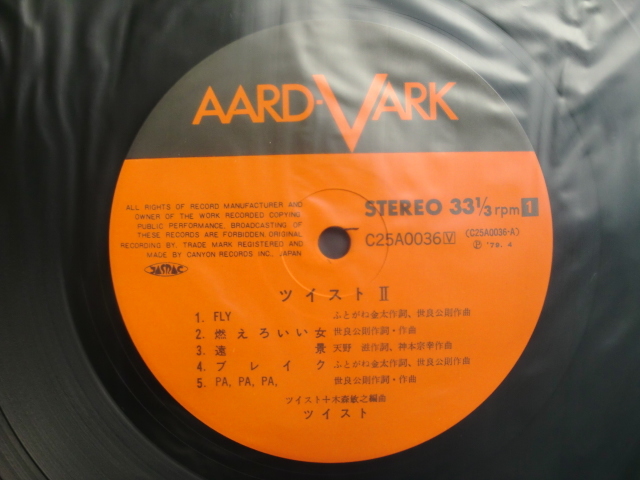 AARD-VARK
ALL RIGHTS OF RECORD MANUFACTURER AND
OWNER OF THE WORK RECORDED COPYING
PUBLIC PERFORMANCE, BROADCASTING OF
THESE RECORDS ARE FORBIDDEN. ORIGINAL
RECORDING BY. TRADE MARK REGISTERED AND
MADE BY CANYON RECORDS INC. JAPAN
JASRAC
STEREO 33 1/3 rpm 1
C25A0036 V (C25A0036-A)
Ⓟ '79. 4
ツイスト II
1. FLY ふとがね金太作詞、世良公則作曲
2. 燃えろいい女 世良公則作詞・作曲
3. 遠景 天野 滋作詞、神本宗幸作曲
4. ブレイク ふとがね金太作詞、世良公則作曲
5. PA, PA, PA, 世良公則作詞・作曲
ツイスト+木森敏之編曲
ツイスト